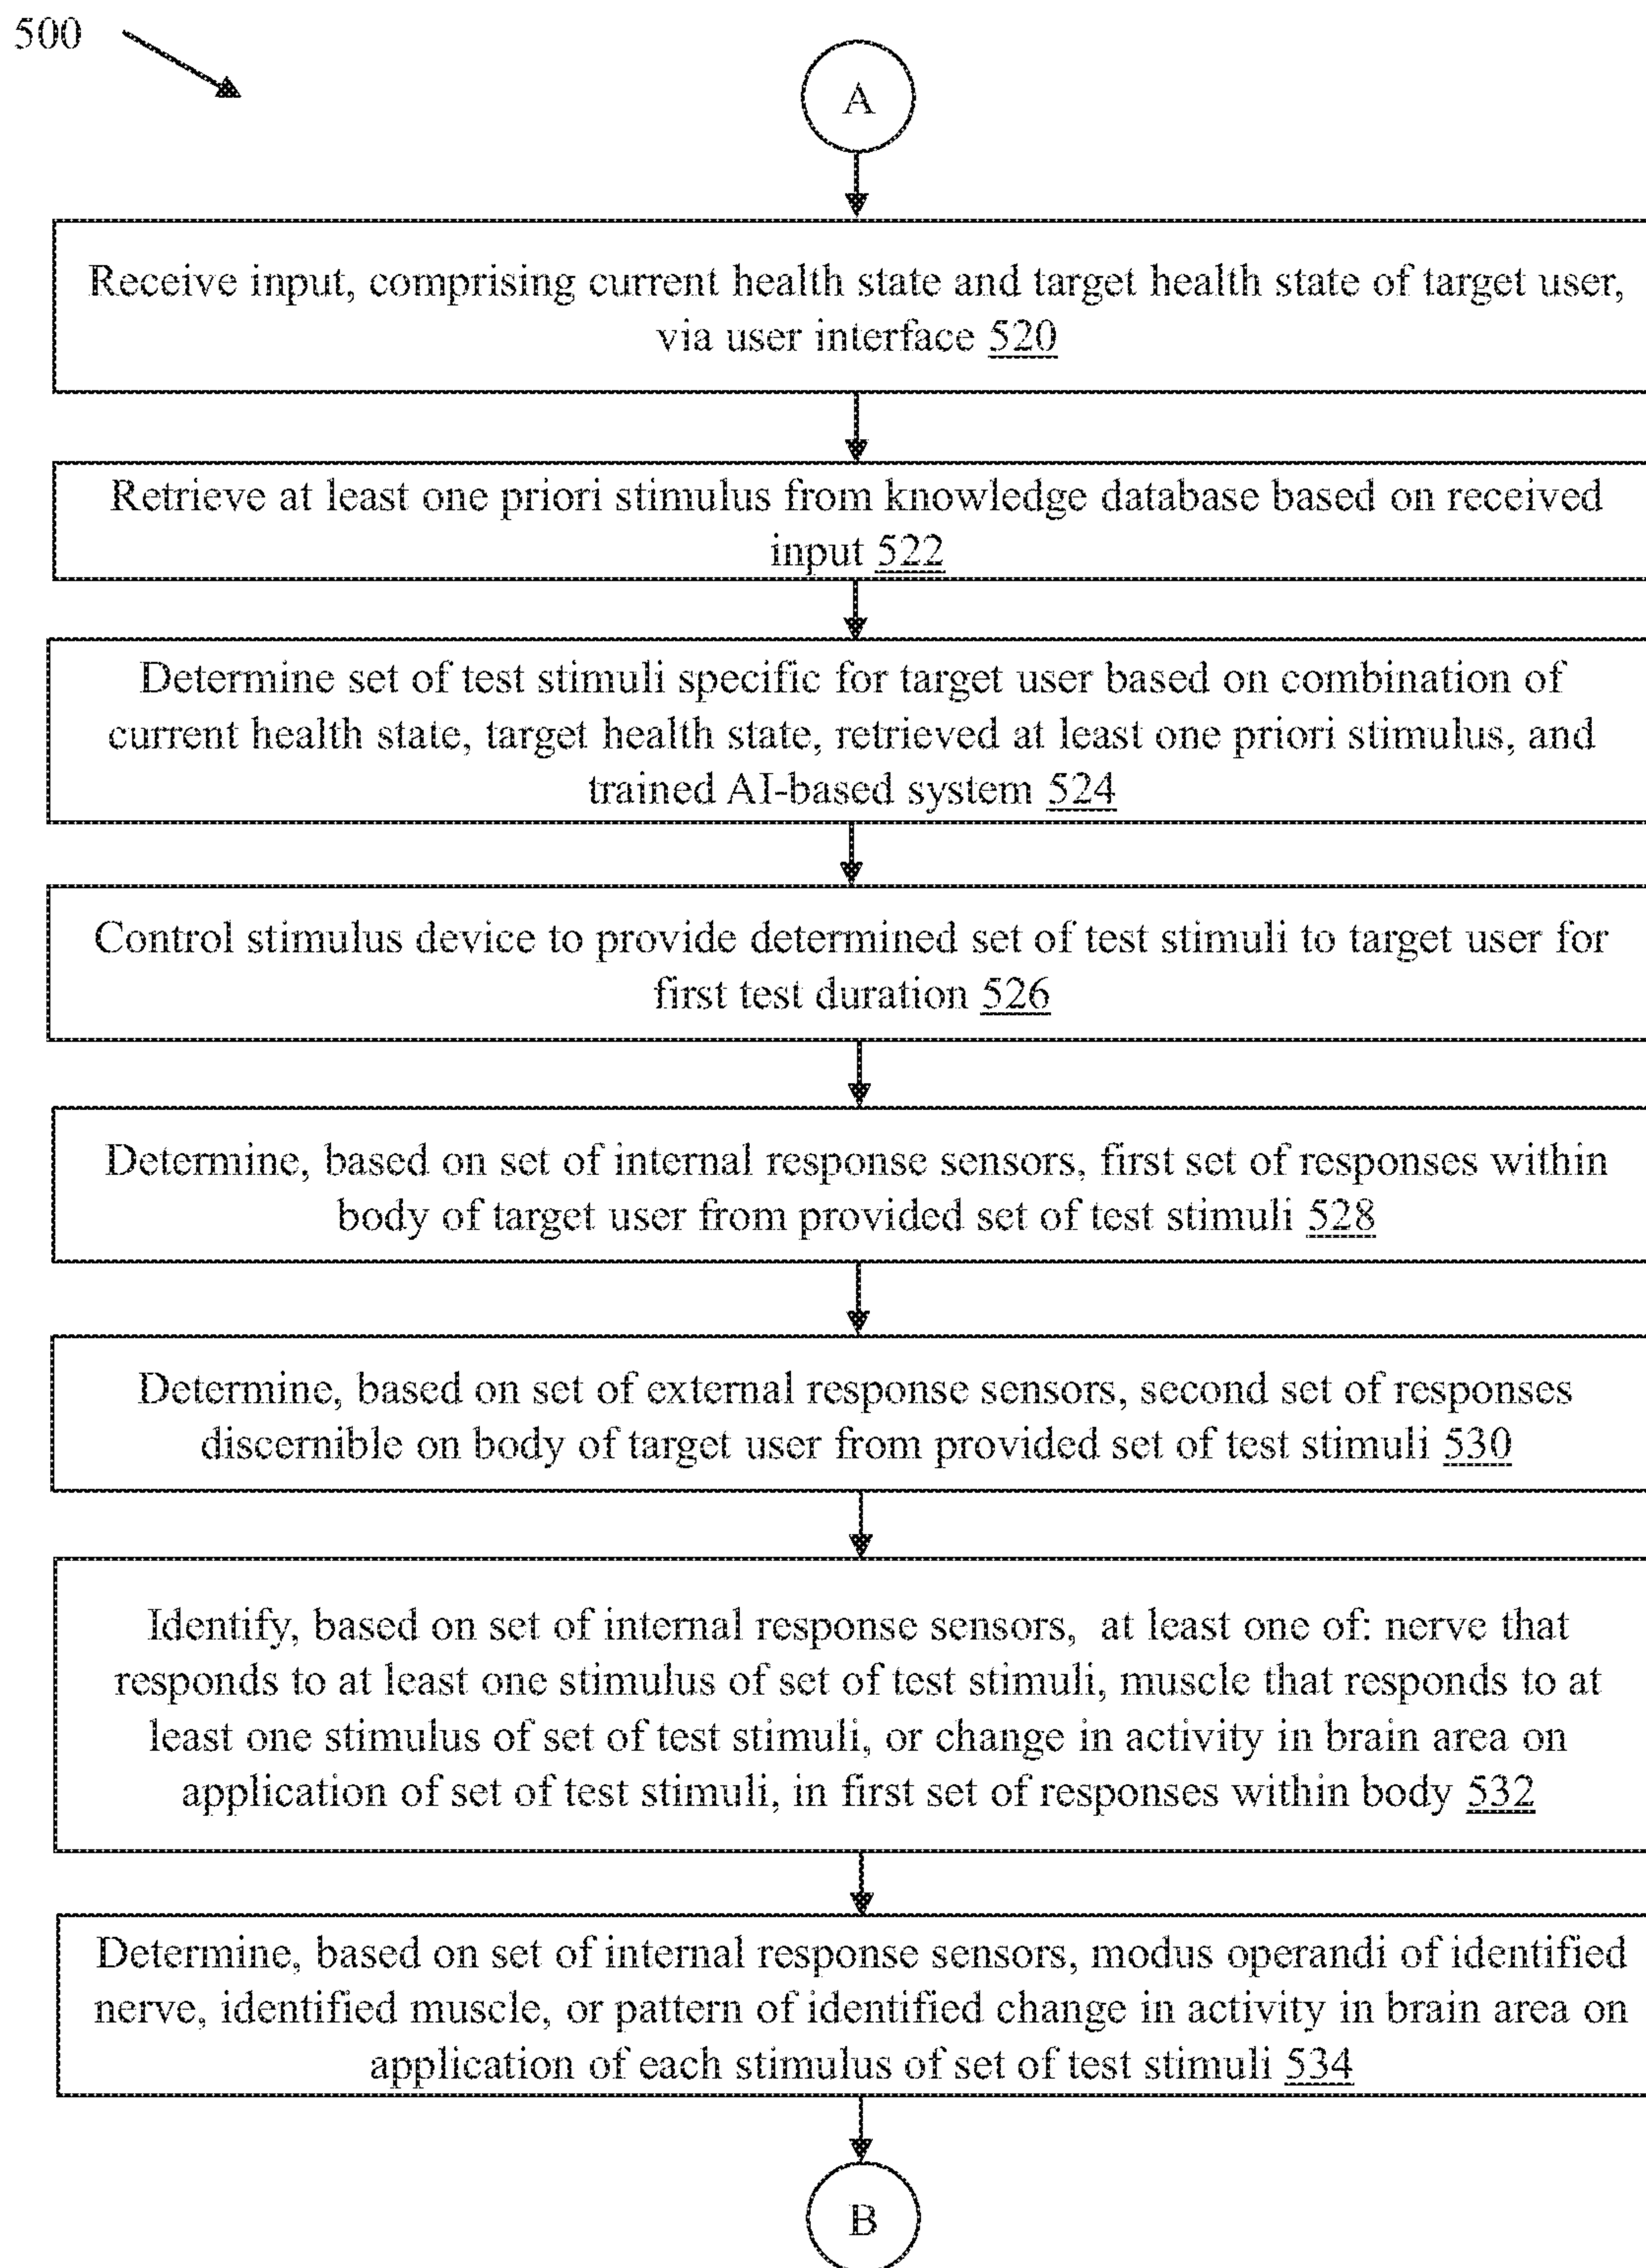 500
A
Receive input, comprising current health state and target health state of target user,
via user interface 520
Retrieve at least one priori stimulus from knowledge database based on received
input 522
Determine set of test stimuli specific for target user based on combination of
current health state, target health state, retrieved at least one priori stimulus, and
trained AI-based system 524
Control stimulus device to provide determined set of test stimuli to target user for
first test duration 526
Determine, based on set of internal response sensors, first set of responses within
body of target user from provided set of test stimuli 528
Determine, based on set of external response sensors, second set of responses
discernible on body of target user from provided set of test stimuli 530
Identify, based on set of internal response sensors, at least one of: nerve that
responds to at least one stimulus of set of test stimuli, muscle that responds to at
least one stimulus of set of test stimuli, or change in activity in brain area on
application of set of test stimuli, in first set of responses within body 532
Determine, based on set of internal response sensors, modus operandi of identified
nerve, identified muscle, or pattern of identified change in activity in brain area on
application of each stimulus of set of test stimuli 534
B